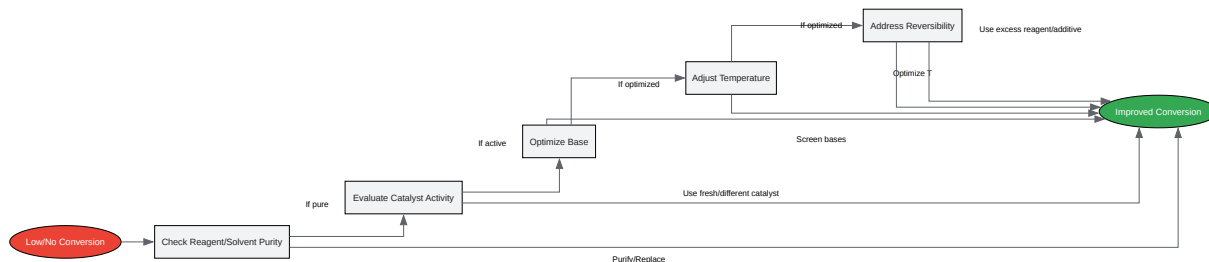 If optimized
Address Reversibility
Use excess reagent/additive
Optimize T
Adjust Temperature
If optimized
Improved Conversion
If active
Optimize Base
Screen bases
If pure
Evaluate Catalyst Activity
Use fresh/different catalyst
Low/No Conversion
Check Reagent/Solvent Purity
Purify/Replace